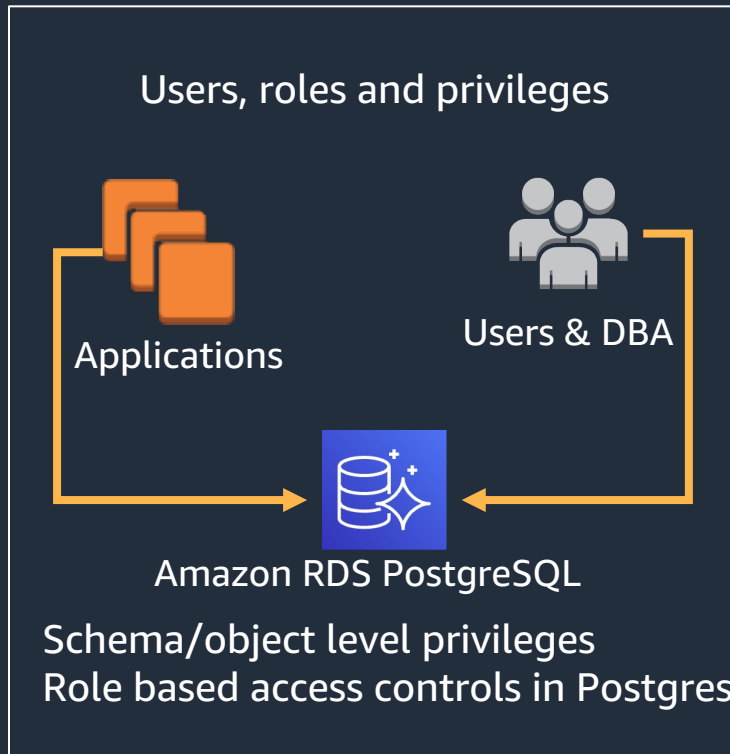 Users, roles and privileges
Applications
Users & DBA
Amazon RDS PostgreSQL
Schema/object level privileges
Role based access controls in Postgres